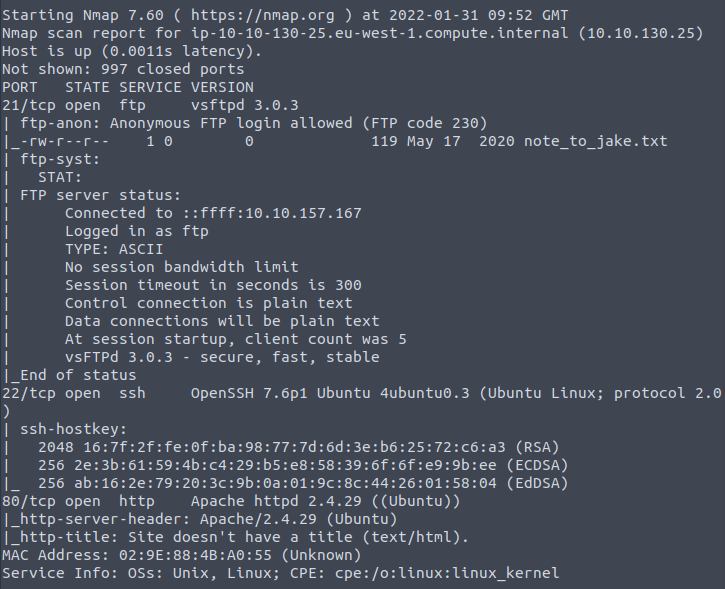 Starting Nmap 7.60 ( https://nmap.org ) at 2022-01-31 09:52 GMT
Nmap scan report for ip-10-10-130-25.eu-west-1.compute.internal (10.10.130.25)
Host is up (0.0011s latency).
Not shown: 997 closed ports
PORT   STATE SERVICE VERSION
21/tcp open  ftp     vsftpd 3.0.3
| ftp-anon: Anonymous FTP login allowed (FTP code 230)
|_-rw-r--r--    1 0        0             119 May 17  2020 note_to_jake.txt
| ftp-syst:
|   STAT:
| FTP server status:
|      Connected to ::ffff:10.10.157.167
|      Logged in as ftp
|      TYPE: ASCII
|      No session bandwidth limit
|      Session timeout in seconds is 300
|      Control connection is plain text
|      Data connections will be plain text
|      At session startup, client count was 5
|      vsFTPd 3.0.3 - secure, fast, stable
|_End of status
22/tcp open  ssh     OpenSSH 7.6p1 Ubuntu 4ubuntu0.3 (Ubuntu Linux; protocol 2.0
)
| ssh-hostkey:
|   2048 16:7f:2f:fe:0f:ba:98:77:7d:6d:3e:b6:25:72:c6:a3 (RSA)
|   256 2e:3b:61:59:4b:c4:29:b5:e8:58:39:6f:6f:e9:9b:ee (ECDSA)
|_  256 ab:16:2e:79:20:3c:9b:0a:01:9c:8c:44:26:01:58:04 (EdDSA)
80/tcp open  http    Apache httpd 2.4.29 ((Ubuntu))
|_http-server-header: Apache/2.4.29 (Ubuntu)
|_http-title: Site doesn't have a title (text/html).
MAC Address: 02:9E:88:4B:A0:55 (Unknown)
Service Info: OSs: Unix, Linux; CPE: cpe:/o:linux:linux_kernel